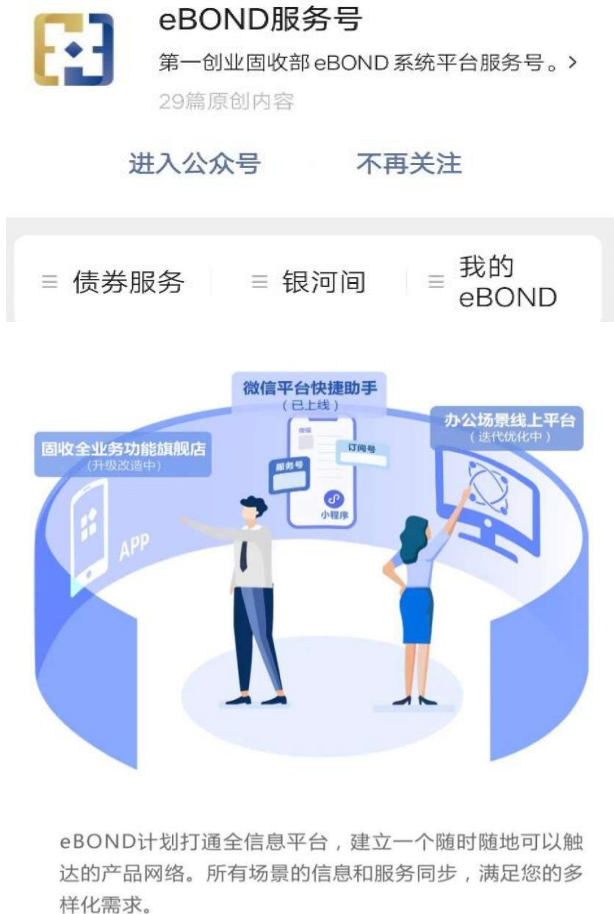 eBOND服务号
第一创业固收部 eBOND 系统平台服务号。
29篇原创内容
进入公众号 不再关注
债券服务 银河间 我的
eBOND
微信平台快捷助手
(已上线)
办公场景线上平台
(迭代优化中)
固收全业务功能旗舰店
(升级改造中)
订阅号
服务号
小程序
APP
eBOND计划打通全信息平台，建立一个随时随地可以触
达的产品网络。所有场景的信息和服务同步，满足您的多
样化需求。